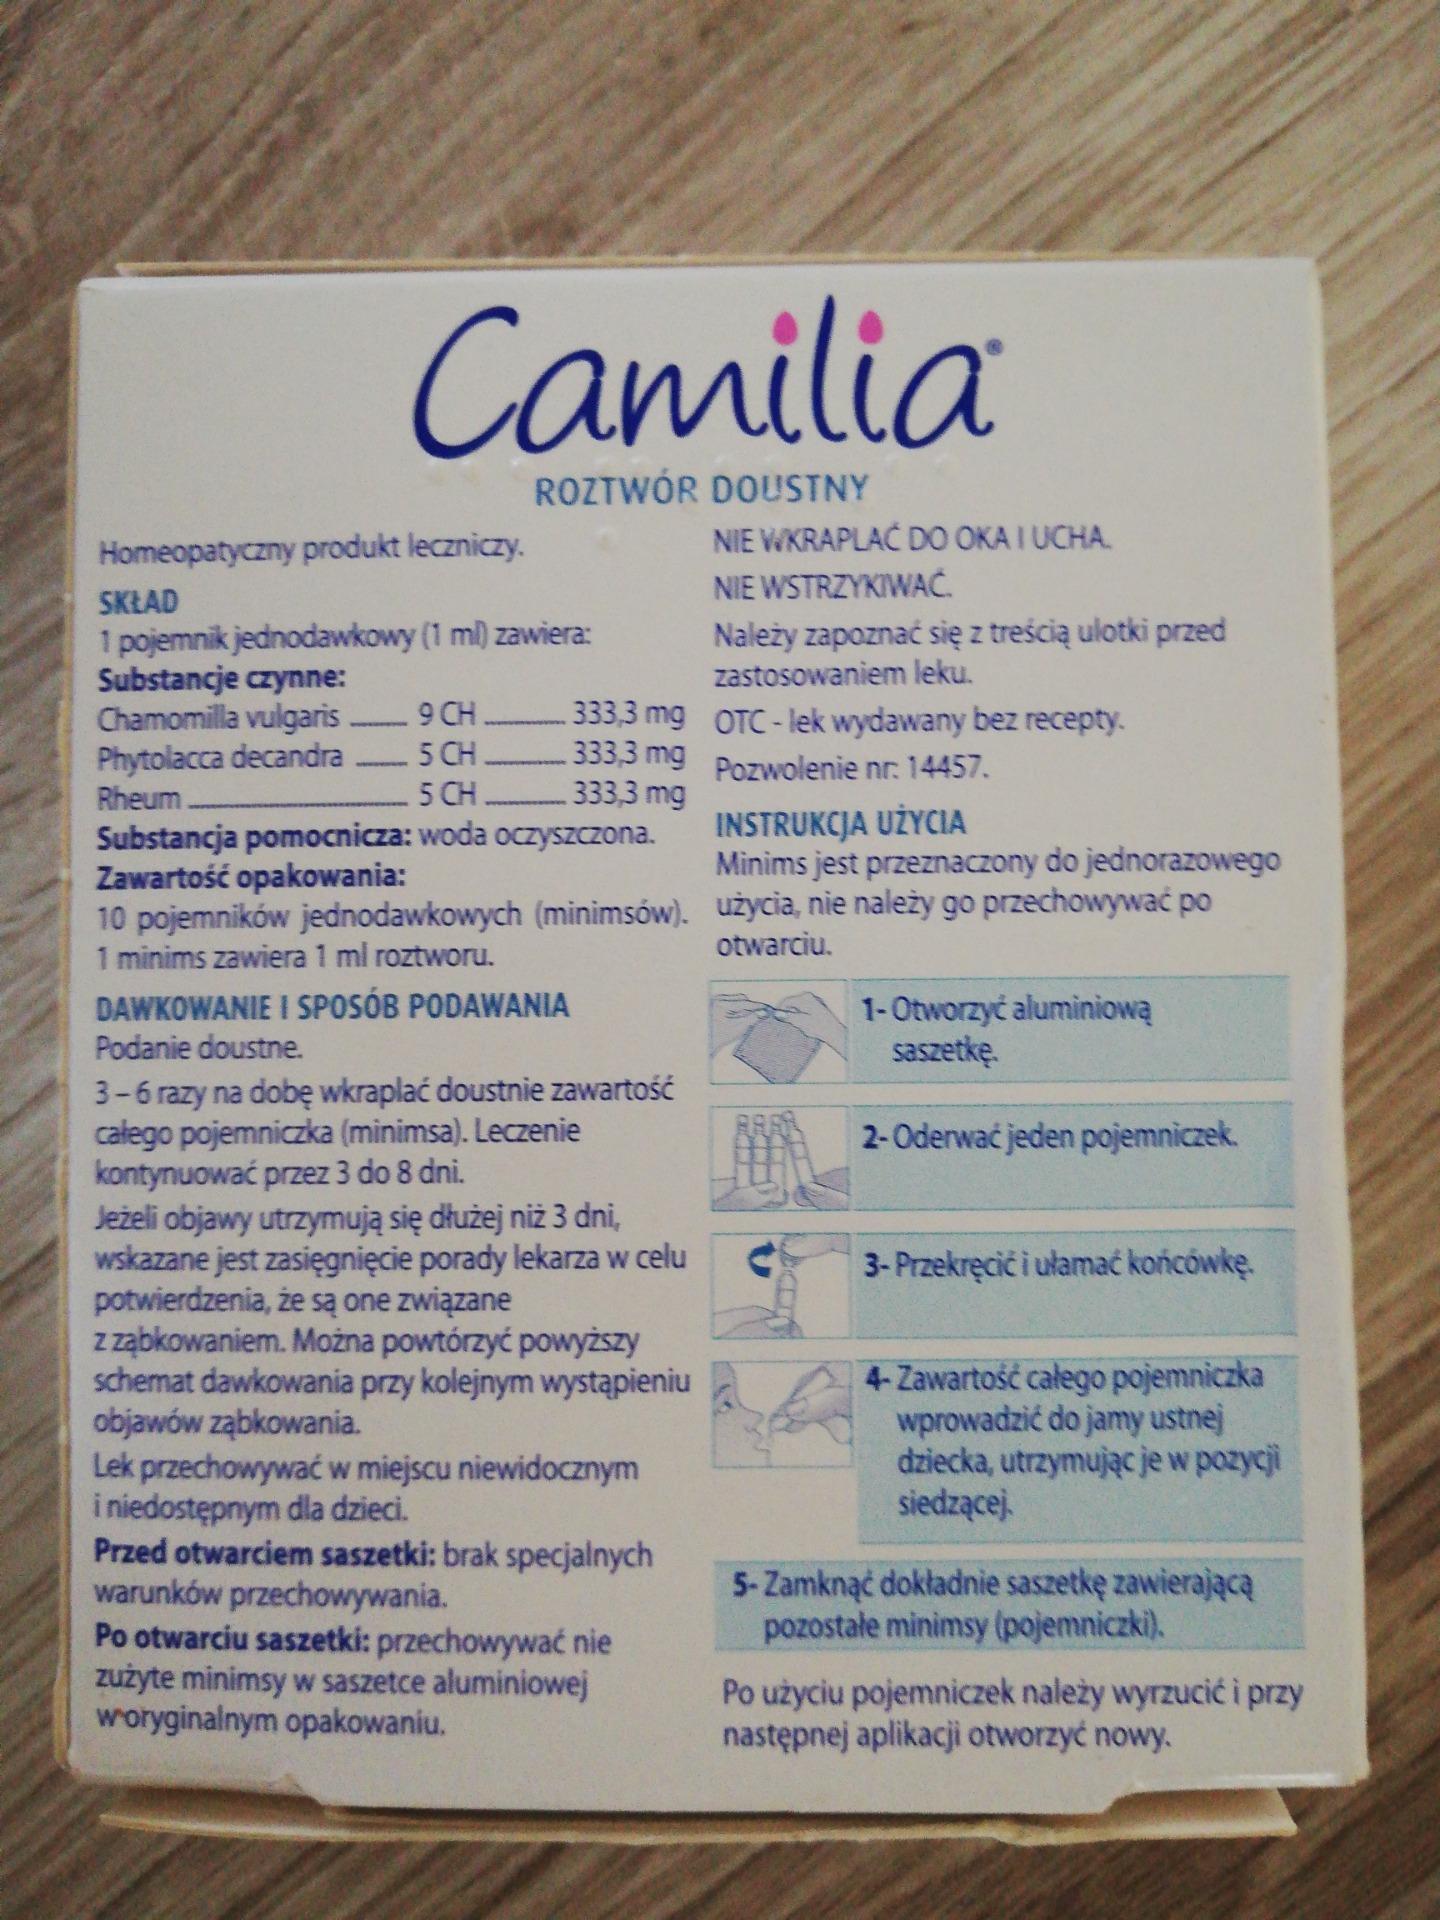 Camilia®
ROZTWÓR DOUSTNY
Homeopatyczny produkt leczniczy.
SKŁAD
1 pojemnik jednodawkowy (1 ml) zawiera:
Substancje czynne:
Chamomilla vulgaris ____ 9 CH ____ 333,3 mg
Phytolacca decandra ____ 5 CH ____ 333,3 mg
Rheum ____ 5 CH ____ 333,3 mg
Substancja pomocnicza: woda oczyszczona.
Zawartość opakowania:
10 pojemników jednodawkowych (minimsów).
1 minims zawiera 1 ml roztworu.
DAWKOWANIE I SPOSÓB PODAWANIA
Podanie doustne.
3 – 6 razy na dobę wkraplać doustnie zawartość
całego pojemniczka (minimsa). Leczenie
kontynuować przez 3 do 8 dni.
Jeżeli objawy utrzymują się dłużej niż 3 dni,
wskazane jest zasięgnięcie porady lekarza w celu
potwierdzenia, że są one związane
z ząbkowaniem. Można powtórzyć powyższy
schemat dawkowania przy kolejnym wystąpieniu
objawów ząbkowania.
Lek przechowywać w miejscu niewidocznym
i niedostępnym dla dzieci.
Przed otwarciem saszetki: brak specjalnych
warunków przechowywania.
Po otwarciu saszetki: przechowywać nie
zużyte minimsy w saszetce aluminiowej
w oryginalnym opakowaniu.
NIE WKRAPLAĆ DO OKA I UCHA.
NIE WSTRZYKIWAĆ.
Należy zapoznać się z treścią ulotki przed
zastosowaniem leku.
OTC - lek wydawany bez recepty.
Pozwolenie nr: 14457.
INSTRUKCJA UŻYCIA
Minims jest przeznaczony do jednorazowego
użycia, nie należy go przechowywać po
otwarciu.
1- Otworzyć aluminiową
saszetkę.
2- Oderwać jeden pojemniczek.
3- Przekręcić i ułamać końcówkę.
4- Zawartość całego pojemniczka
wprowadzić do jamy ustnej
dziecka, utrzymując je w pozycji
siedzącej.
5- Zamknąć dokładnie saszetkę zawierającą
pozostałe minimsy (pojemniczki).
Po użyciu pojemniczek należy wyrzucić i przy
następnej aplikacji otworzyć nowy.